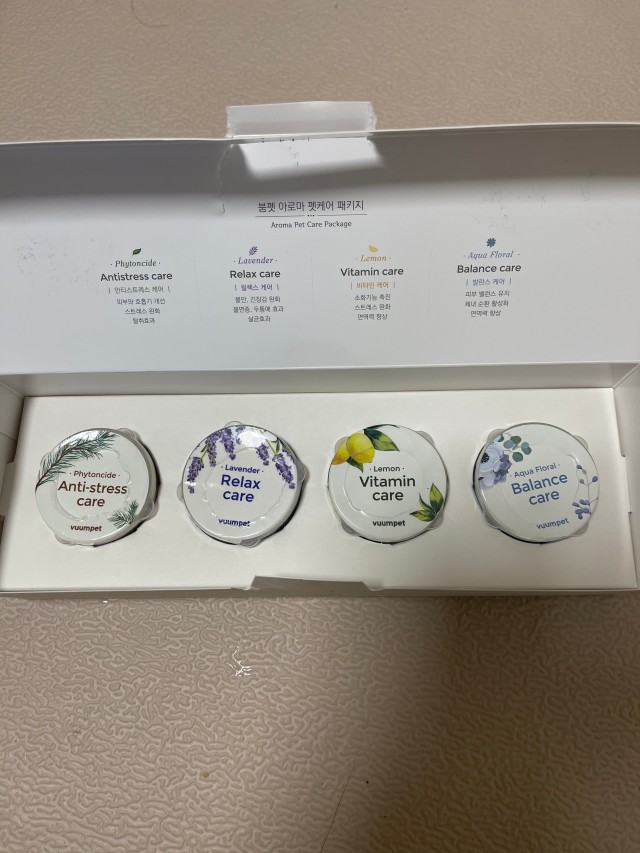 붐펫 아로마 펫케어 패키지
Aroma Pet Care Package
· Phytoncide ·
Antistress care
| 안티스트레스 케어 |
피부와 호흡기 개선
스트레스 완화
탈취효과
· Lavender ·
Relax care
| 릴렉스 케어 |
불안, 긴장감 완화
불면증, 두통에 효과
살균효과
· Lemon ·
Vitamin care
| 비타민 케어 |
소화기능 촉진
스트레스 완화
면역력 향상
· Aqua Floral ·
Balance care
| 발란스 케어 |
피부 밸런스 유지
체내 순환 활성화
면역력 향상
· Phytoncide ·
Anti-stress
care
vuumpet
· Lavender ·
Relax
care
vuumpet
· Lemon ·
Vitamin
care
vuumpet
· Aqua Floral ·
Balance
care
vuumpet